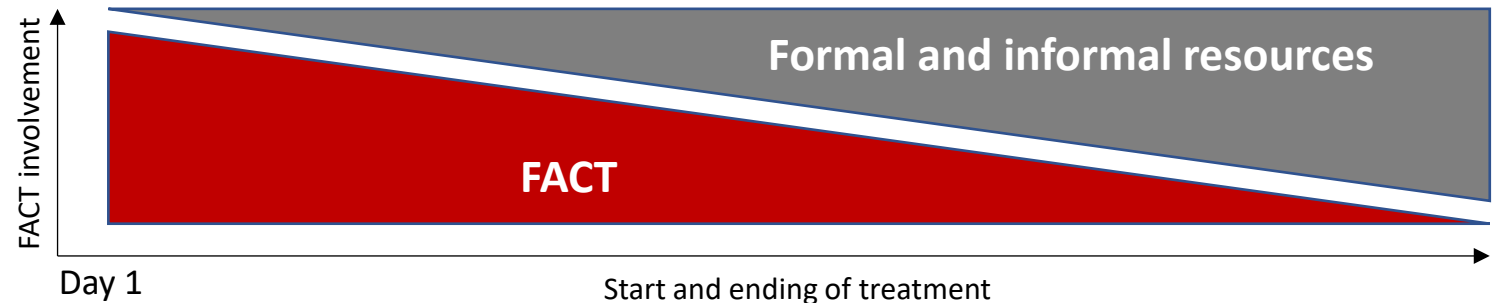 FACT involvement
Formal and informal resources
FACT
Day 1
Start and ending of treatment